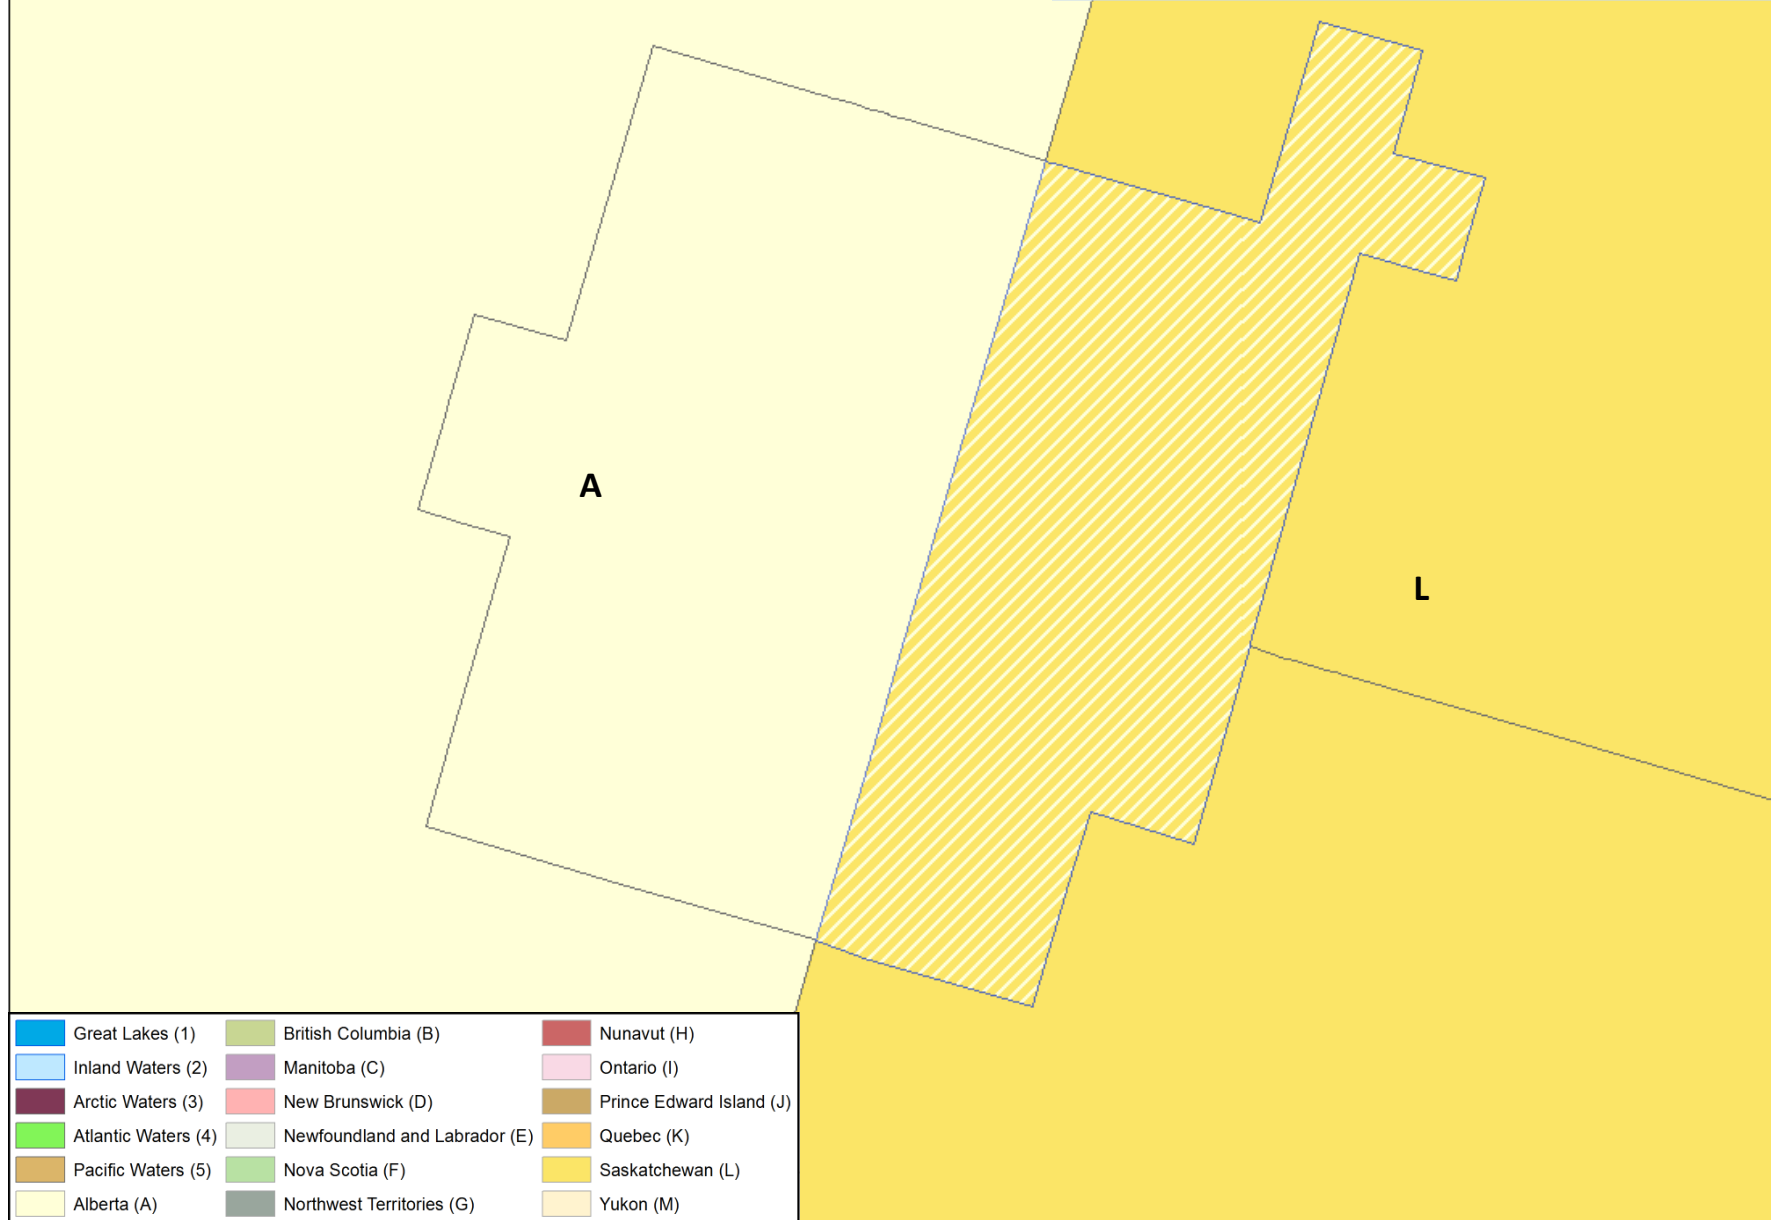 A
L
Great Lakes (1)
Inland Waters (2)
Arctic Waters (3)
Atlantic Waters (4)
Pacific Waters (5)
Alberta (A)
British Columbia (B)
Manitoba (C)
New Brunswick (D)
Newfoundland and Labrador (E)
Nova Scotia (F)
Northwest Territories (G)
Nunavut (H)
Ontario (I)
Prince Edward Island (J)
Quebec (K)
Saskatchewan (L)
Yukon (M)